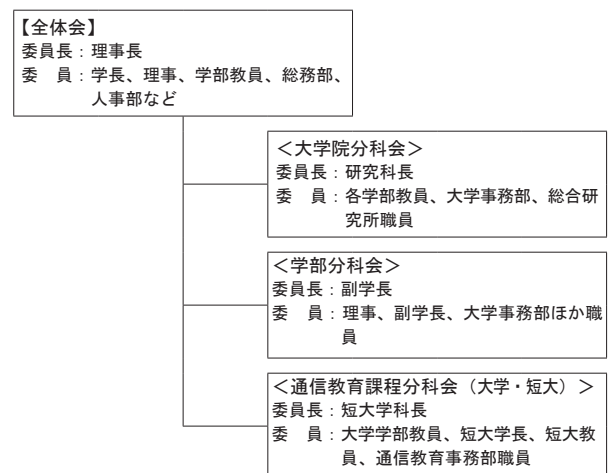 【全体会】
委員長：理事長
委　員：学長、理事、学部教員、総務部、
人事部など
＜大学院分科会＞
委員長：研究科長
委　員：各学部教員、大学事務部、総合研
究所職員
＜学部分科会＞
委員長：副学長
委　員：理事、副学長、大学事務部ほか職
員
＜通信教育課程分科会（大学・短大）＞
委員長：短大学科長
委　員：大学学部教員、短大学長、短大教
員、通信教育事務部職員